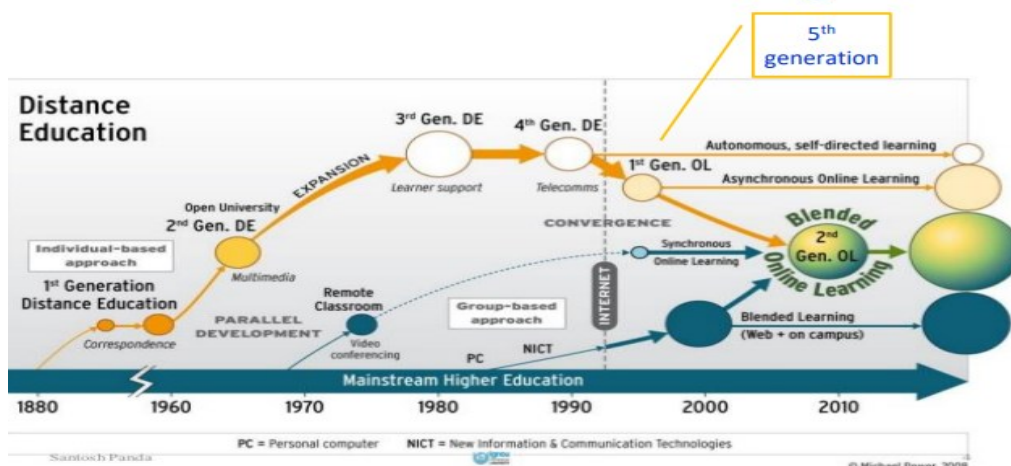 5th
generation
Distance
Education
3rd Gen. DE
4th Gen. DE
Autonomous, self-directed learning
1st Gen. OL
EXPANSION
Learner support
Telecomms
Asynchronous Online Learning
Open University
2nd Gen. DE
CONVERGENCE
Blended
Online Learning
2nd
Gen. OL
Individual-based
approach
Multimedia
Synchronous
Online Learning
1st Generation
Distance Education
Remote
Classroom
Group-based
approach
INTERNET
PARALLEL
DEVELOPMENT
Correspondence
Video
conferencing
Blended Learning
(Web + on campus)
PC
NICT
Mainstream Higher Education
1880
1960
1970
1980
1990
2000
2010
PC = Personal computer NICT = New Information & Communication Technologies
Santosh Panda
© Michael Power, 2008